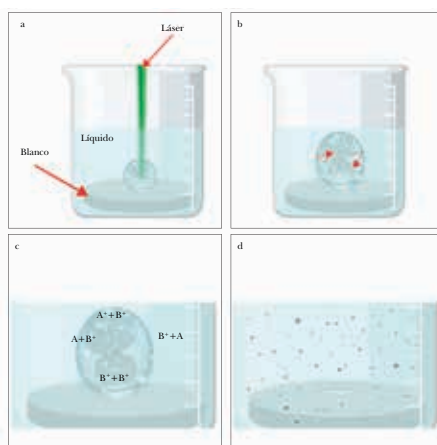 a
Láser
Líquido
Blanco
b
c
A⁺+B⁺
A+B⁺
B⁺+A
B⁺+B⁺
d